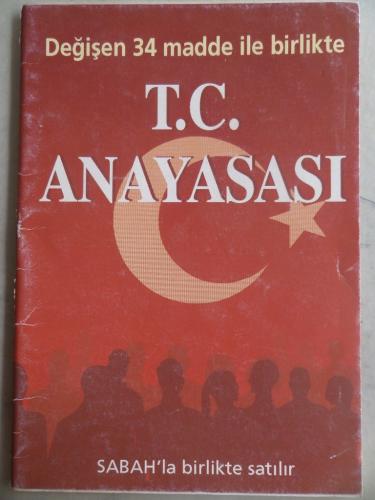 Değişen 34 madde ile birlikte
T.C.
ANAYASASI
SABAH'la birlikte satılır